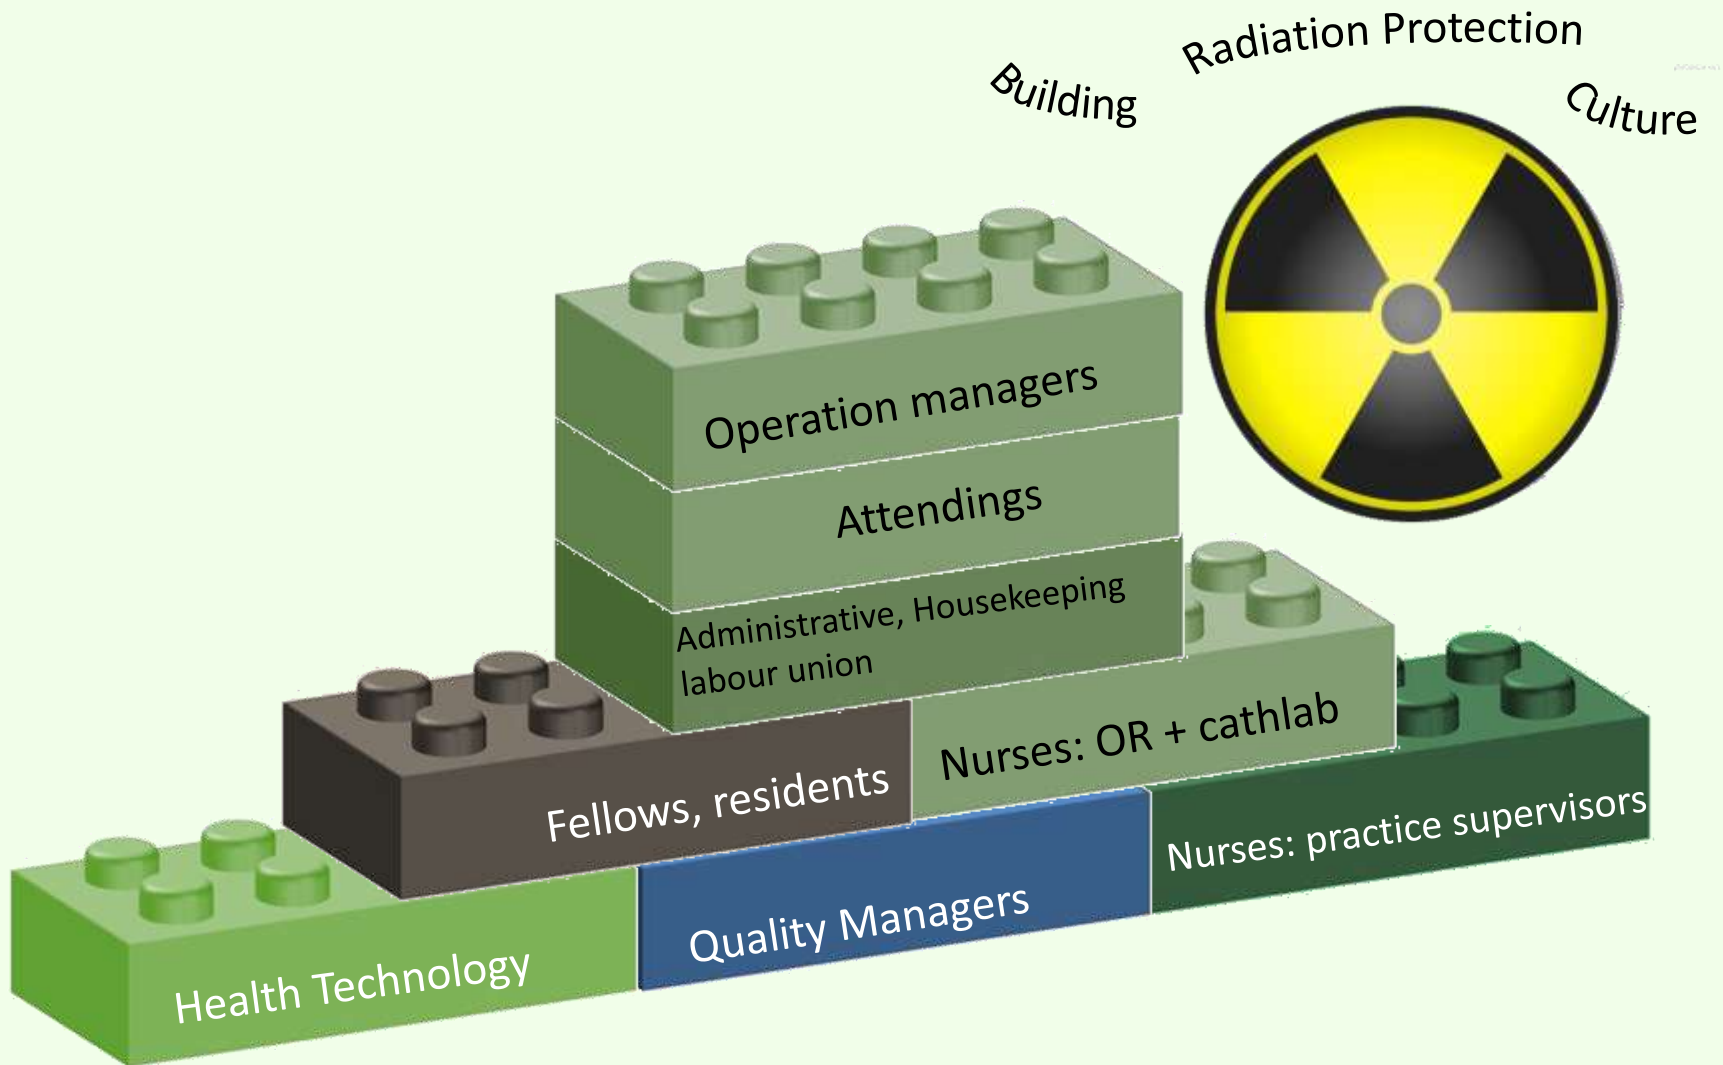 Building
Radiation Protection
Culture
Operation managers
Attendings
Administrative, Housekeeping
labour union
Fellows, residents
Nurses: OR + cathlab
Health Technology
Quality Managers
Nurses: practice supervisors